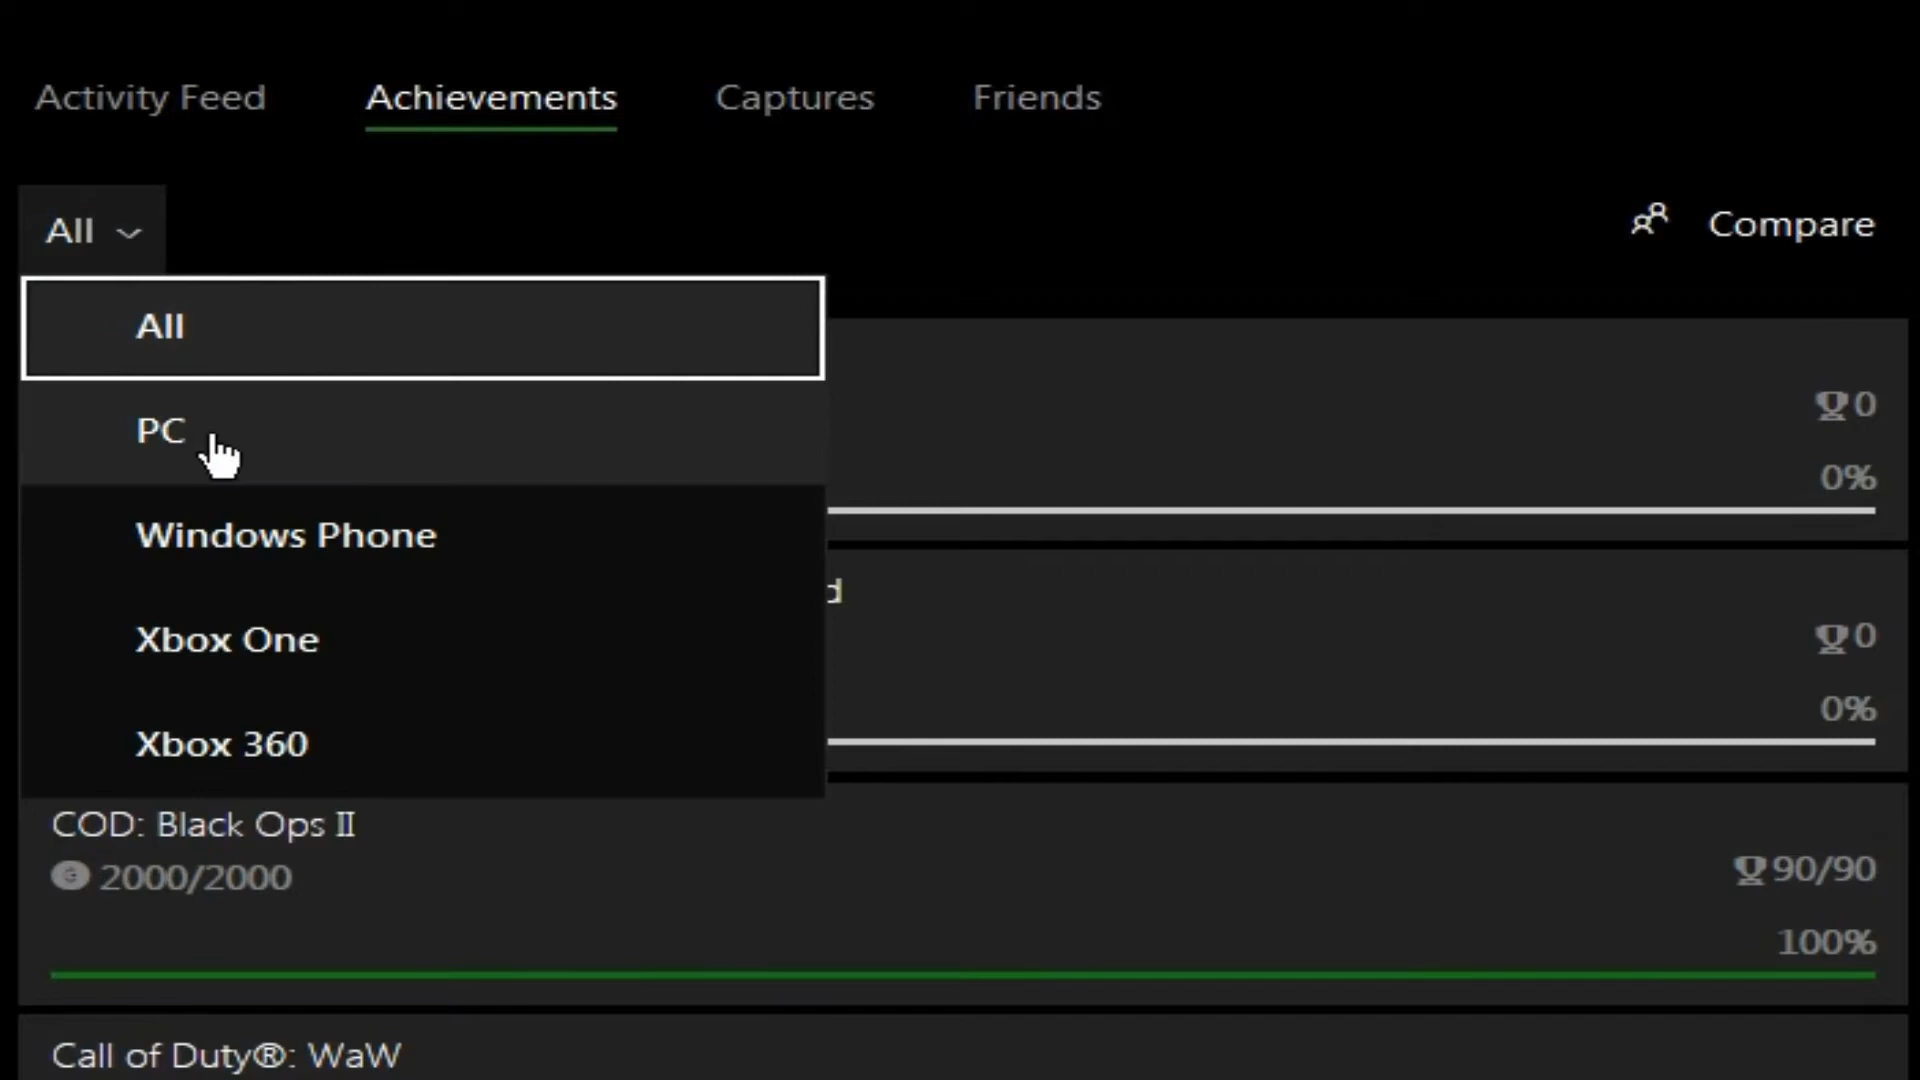 Activity Feed Achievements Captures Friends
All
Compare
All
PC
Windows Phone
Xbox One
Xbox 360
0
0%
d
0
0%
COD: Black Ops II
2000/2000
90/90
100%
Call of Duty®: WaW